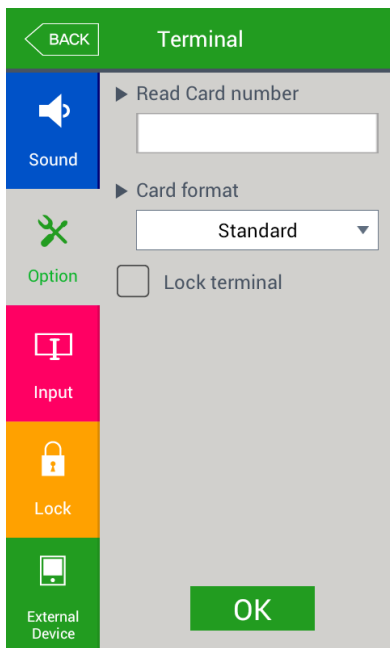 BACK
Terminal
Sound
Option
Input
Lock
External
Device
Read Card number
Card format
Standard
Lock terminal
OK